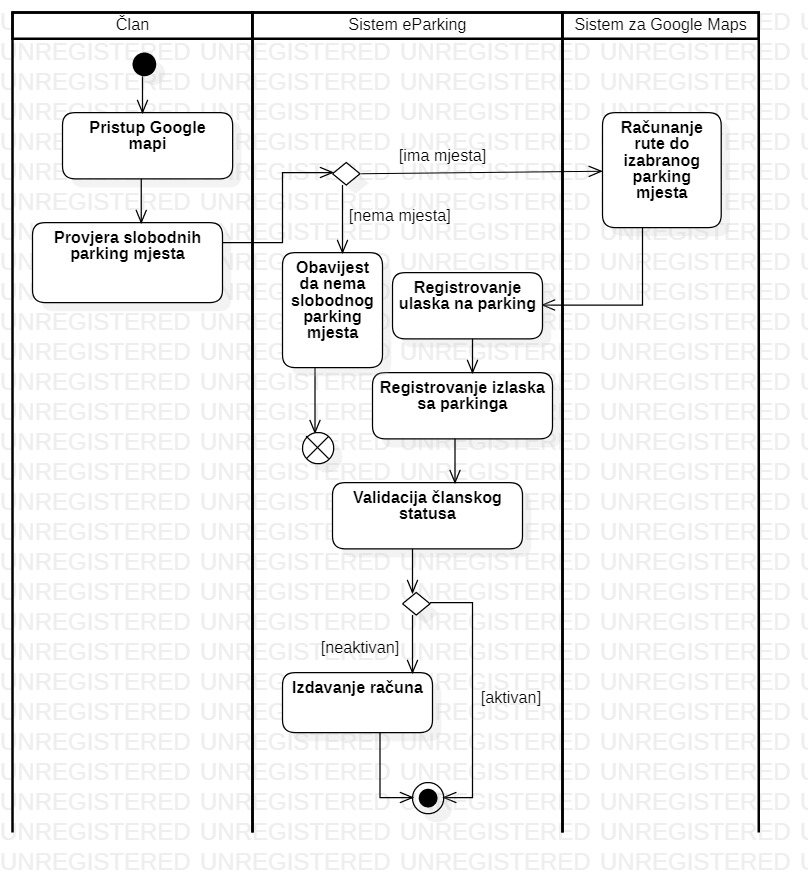 Član
Sistem eParking
Sistem za Google Maps
Pristup Google
mapi
Provjera slobodnih
parking mjesta
[ima mjesta]
[nema mjesta]
Računanje
rute do
izabranog
parking
mjesta
Obavijest
da nema
slobodnog
parking
mjesta
Registrovanje
ulaska na parking
Registrovanje izlaska
sa parkinga
Validacija članskog
statusa
[neaktivan]
[aktivan]
Izdavanje računa
UNREGISTERED